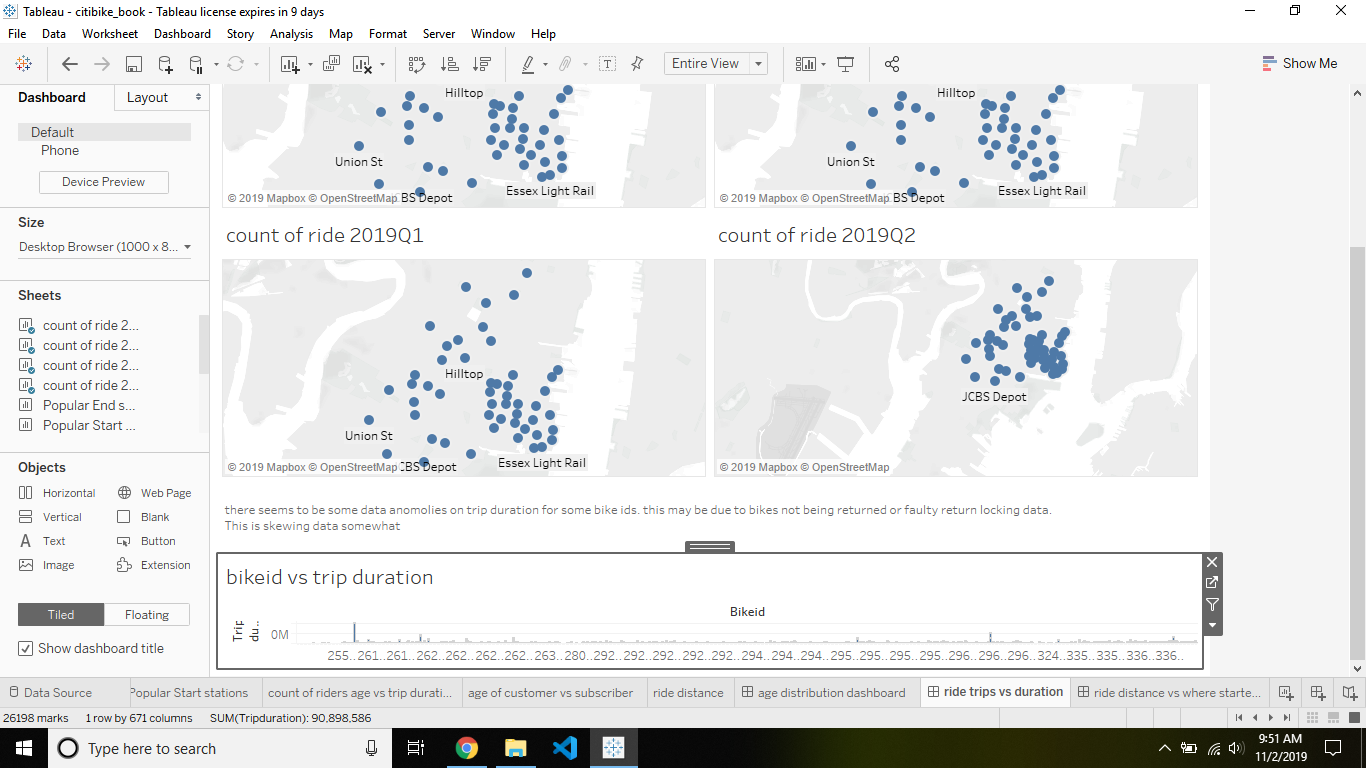 Tableau - citibike_book - Tableau license expires in 9 days
File Data Worksheet Dashboard Story Analysis Map Format Server Window Help
Entire View
Show Me
Dashboard Layout
Default
Phone
Device Preview
Size
Desktop Browser (1000 x 8...
Sheets
count of ride 2...
count of ride 2...
count of ride 2...
count of ride 2...
Popular End s...
Popular Start ...
Objects
Horizontal Web Page
Vertical Blank
Text Button
Image Extension
Tiled Floating
Show dashboard title
Hilltop
Union St
Essex Light Rail
© 2019 Mapbox © OpenStreetMap BS Depot
Hilltop
Union St
Essex Light Rail
© 2019 Mapbox © OpenStreetMap BS Depot
count of ride 2019Q1
count of ride 2019Q2
Hilltop
Union St
Essex Light Rail
© 2019 Mapbox © OpenStreetMap CBS Depot
JCBS Depot
© 2019 Mapbox © OpenStreetMap
there seems to be some data anomolies on trip duration for some bike ids. this may be due to bikes not being returned or faulty return locking data.
This is skewing data somewhat
bikeid vs trip duration
Bikeid
Trip
du..
0M
255.. 261.. 261.. 262.. 262.. 262.. 262.. 263.. 280.. 292.. 292.. 292.. 292.. 292.. 294.. 294.. 294.. 295.. 295.. 295.. 295.. 296.. 296.. 296.. 324.. 335.. 335.. 336.. 336..
Data Source Popular Start stations count of riders age vs trip durati... age of customer vs subscriber ride distance age distribution dashboard ride trips vs duration ride distance vs where starte...
26198 marks 1 row by 671 columns SUM(Tripduration): 90,898,586
Type here to search
9:51 AM
11/2/2019